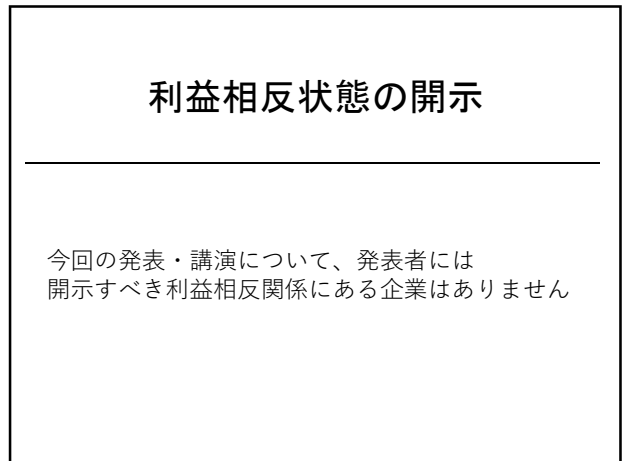 利益相反状態の開示
今回の発表・講演について、発表者には
開示すべき利益相反関係にある企業はありません